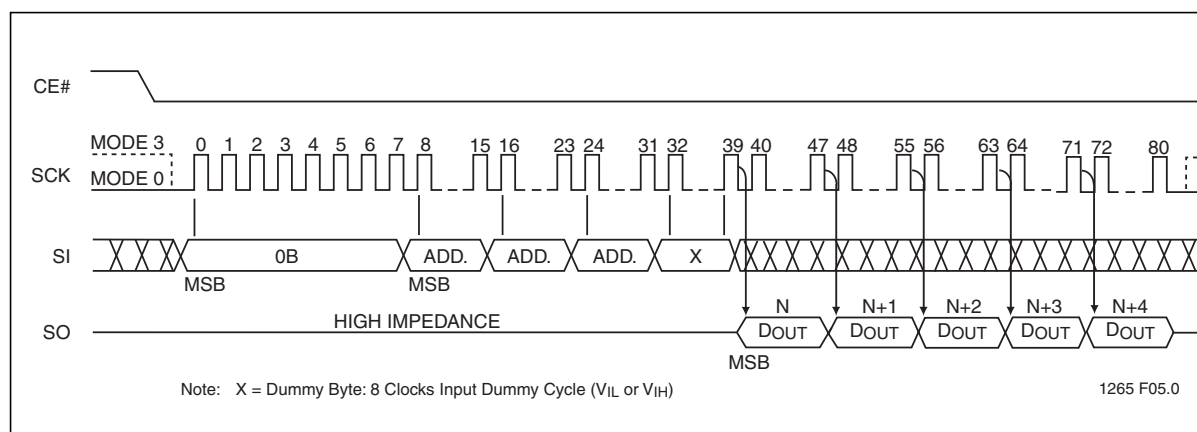 CE#
MODE 3
0 1 2 3 4 5 6 7 8 15 16 23 24 31 32 39 40 47 48 55 56 63 64 71 72 80
SCK
MODE 0
SI
0B ADD. ADD. ADD. X
MSB MSB
N N+1 N+2 N+3 N+4
HIGH IMPEDANCE
SO
DOUT DOUT DOUT DOUT DOUT
MSB
Note: X = Dummy Byte: 8 Clocks Input Dummy Cycle (VIL or VIH)
1265 F05.0